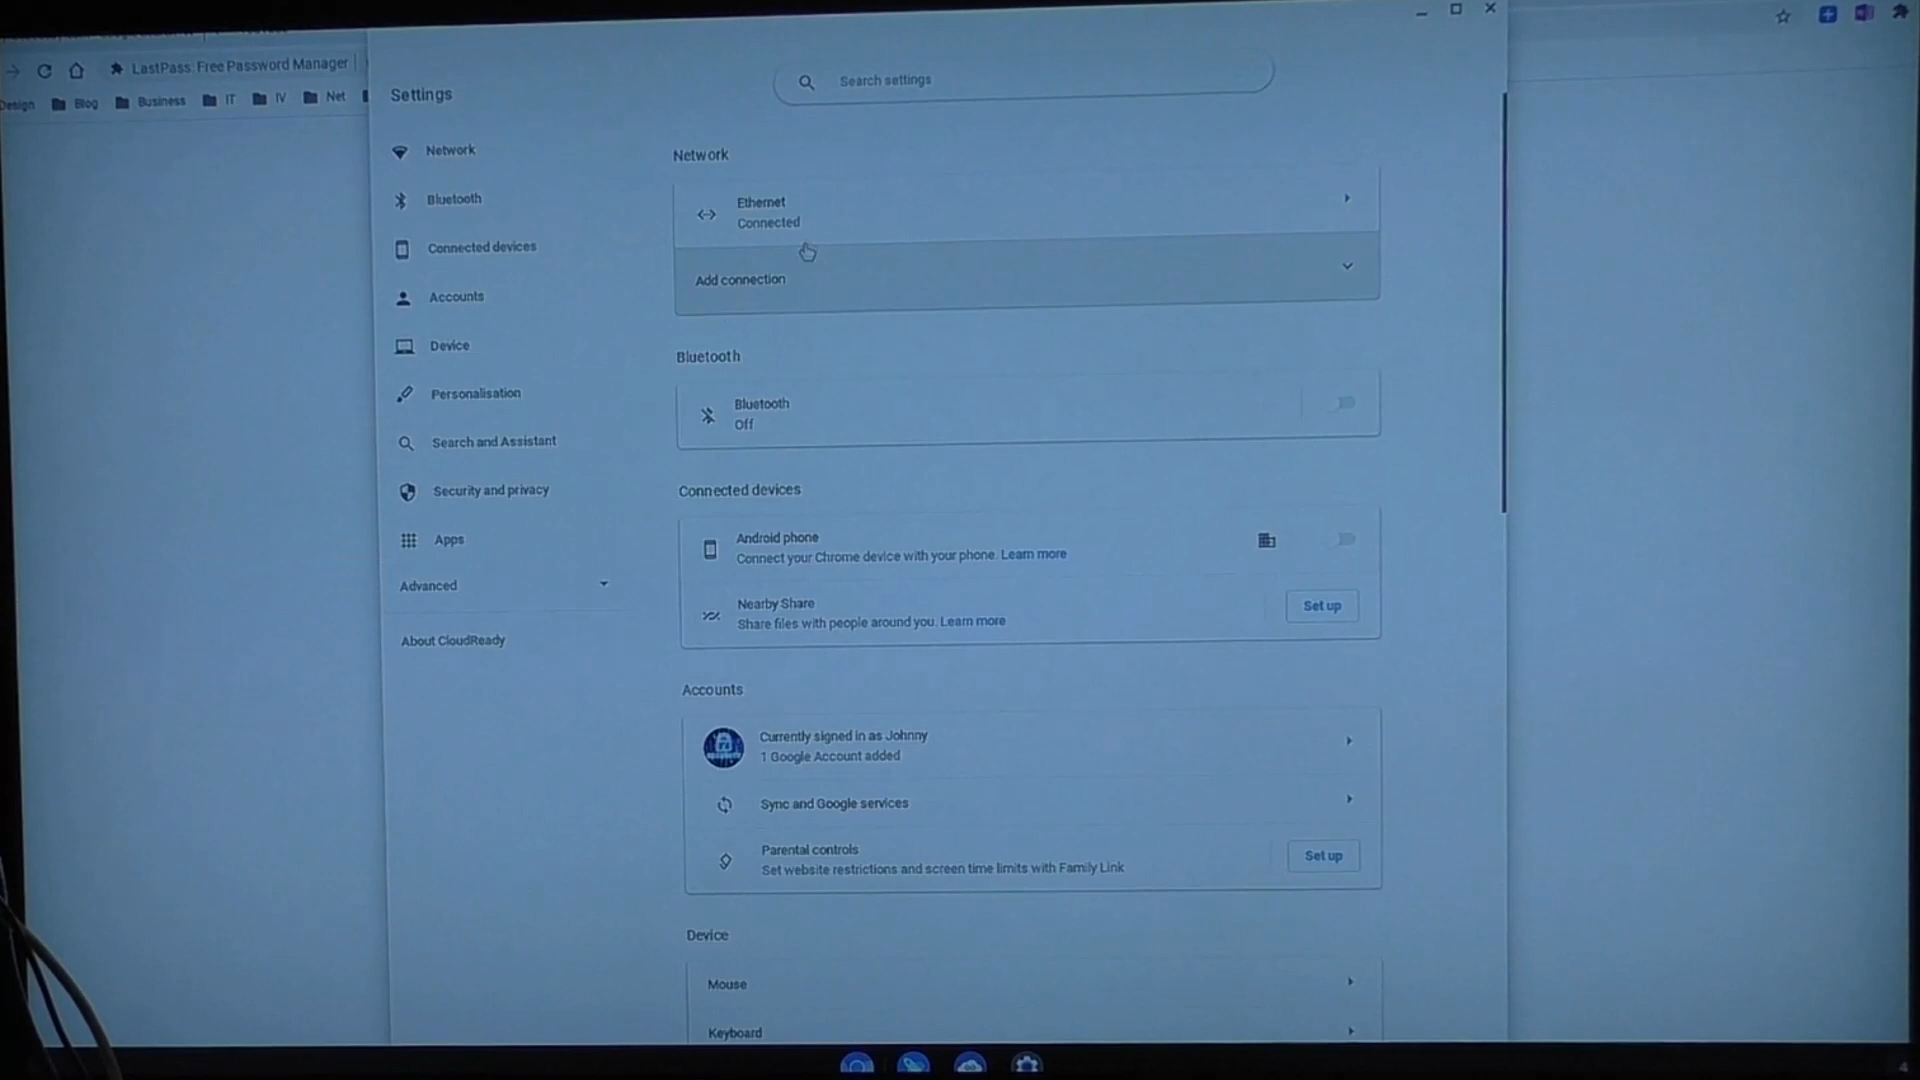 LastPass: Free Password Manager
Design
Blog
Business
IT
IV
Net
Settings
Search settings
Network
Bluetooth
Connected devices
Accounts
Device
Personalisation
Search and Assistant
Security and privacy
Apps
Advanced
About CloudReady
Network
Ethernet
Connected
Add connection
Bluetooth
Bluetooth
Off
Connected devices
Android phone
Connect your Chrome device with your phone. Learn more
Nearby Share
Share files with people around you. Learn more
Set up
Accounts
Currently signed in as Johnny
1 Google Account added
Sync and Google services
Parental controls
Set website restrictions and screen time limits with Family Link
Set up
Device
Mouse
Keyboard